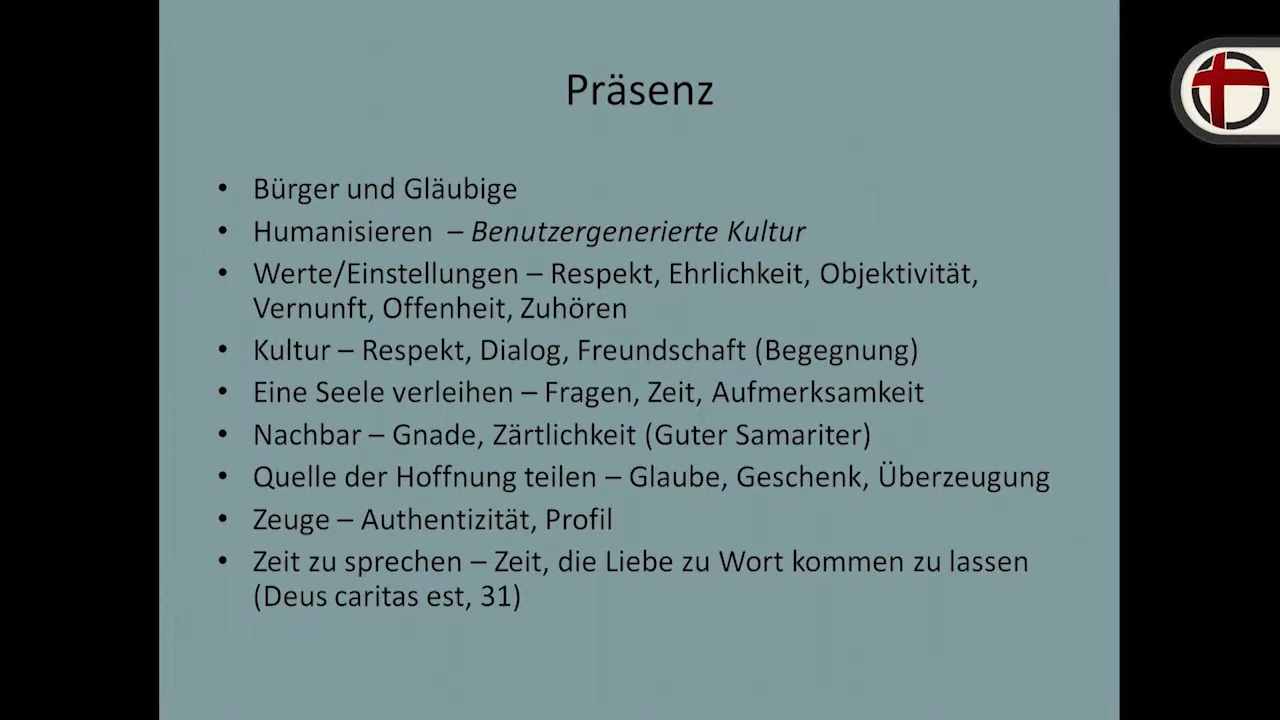 Präsenz
• Bürger und Gläubige
• Humanisieren – Benutzergenerierte Kultur
• Werte/Einstellungen – Respekt, Ehrlichkeit, Objektivität,
Vernunft, Offenheit, Zuhören
• Kultur – Respekt, Dialog, Freundschaft (Begegnung)
• Eine Seele verleihen – Fragen, Zeit, Aufmerksamkeit
• Nachbar – Gnade, Zärtlichkeit (Guter Samariter)
• Quelle der Hoffnung teilen – Glaube, Geschenk, Überzeugung
• Zeuge – Authentizität, Profil
• Zeit zu sprechen – Zeit, die Liebe zu Wort kommen zu lassen
(Deus caritas est, 31)